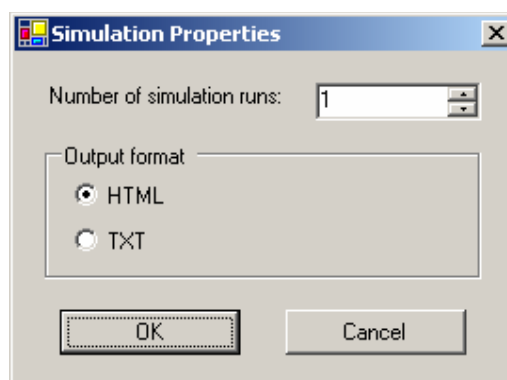 Simulation Properties
Number of simulation runs: 1
Output format
HTML
TXT
OK Cancel